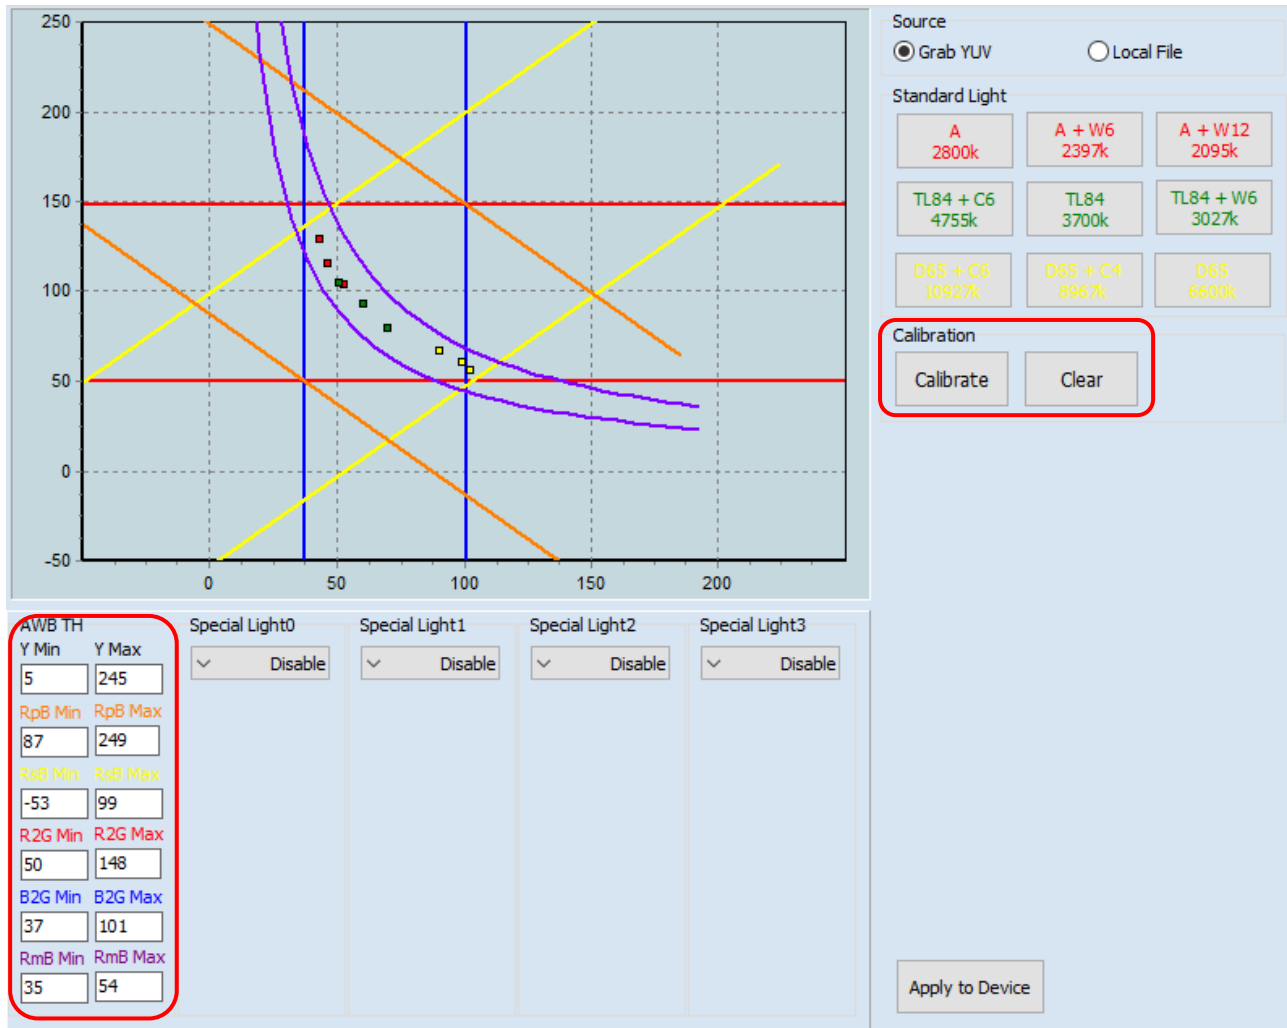 250
200
150
100
50
0
-50
0 50 100 150 200
Source
Grab YUV Local File
Standard Light
A
2800k
A + W6
2397k
A + W12
2095k
TL84 + C6
4755k
TL84
3700k
TL84 + W6
3027k
D65 + C6
10927k
D65 + C4
8967k
D65
6600k
Calibration
Calibrate Clear
AWB TH
Y Min Y Max
5 245
RpB Min RpB Max
87 249
RsB Min RsB Max
-53 99
R2G Min R2G Max
50 148
B2G Min B2G Max
37 101
RmB Min RmB Max
35 54
Special Light0
Disable
Special Light1
Disable
Special Light2
Disable
Special Light3
Disable
Apply to Device